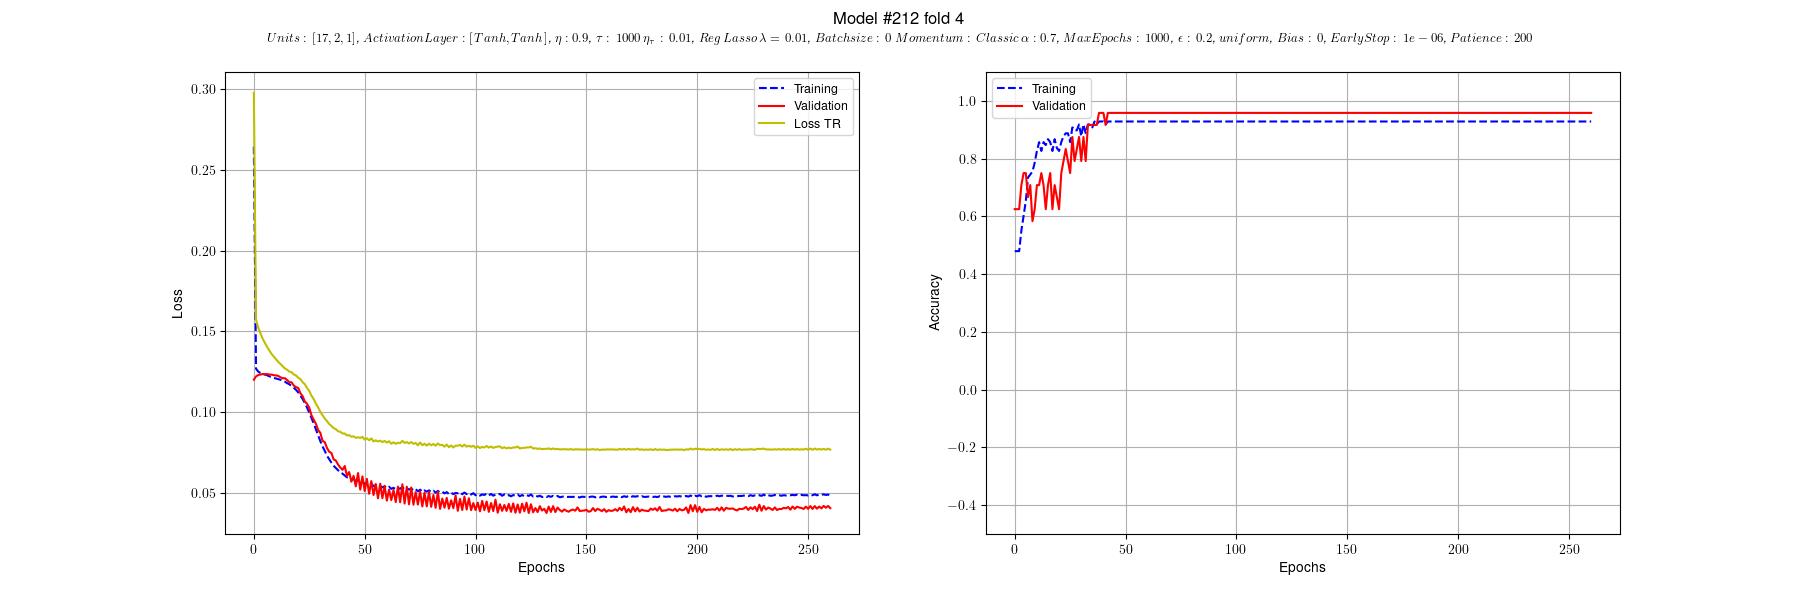 Model #212 fold 4
Units : [17, 2, 1], ActivationLayer : [Tanh, Tanh], η : 0.9, τ : 1000 η_τ : 0.01, Reg Lasso λ = 0.01, Batchsize : 0 Momentum : Classic α : 0.7, MaxEpochs : 1000, ϵ : 0.2, uniform, Bias : 0, EarlyStop : 1e − 06, Patience : 200
0.30
0.25
0.20
0.15
0.10
0.05
Loss
0 50 100 150 200 250
Epochs
Training
Validation
Loss TR
1.0
0.8
0.6
0.4
0.2
0.0
−0.2
−0.4
Accuracy
0 50 100 150 200 250
Epochs
Training
Validation